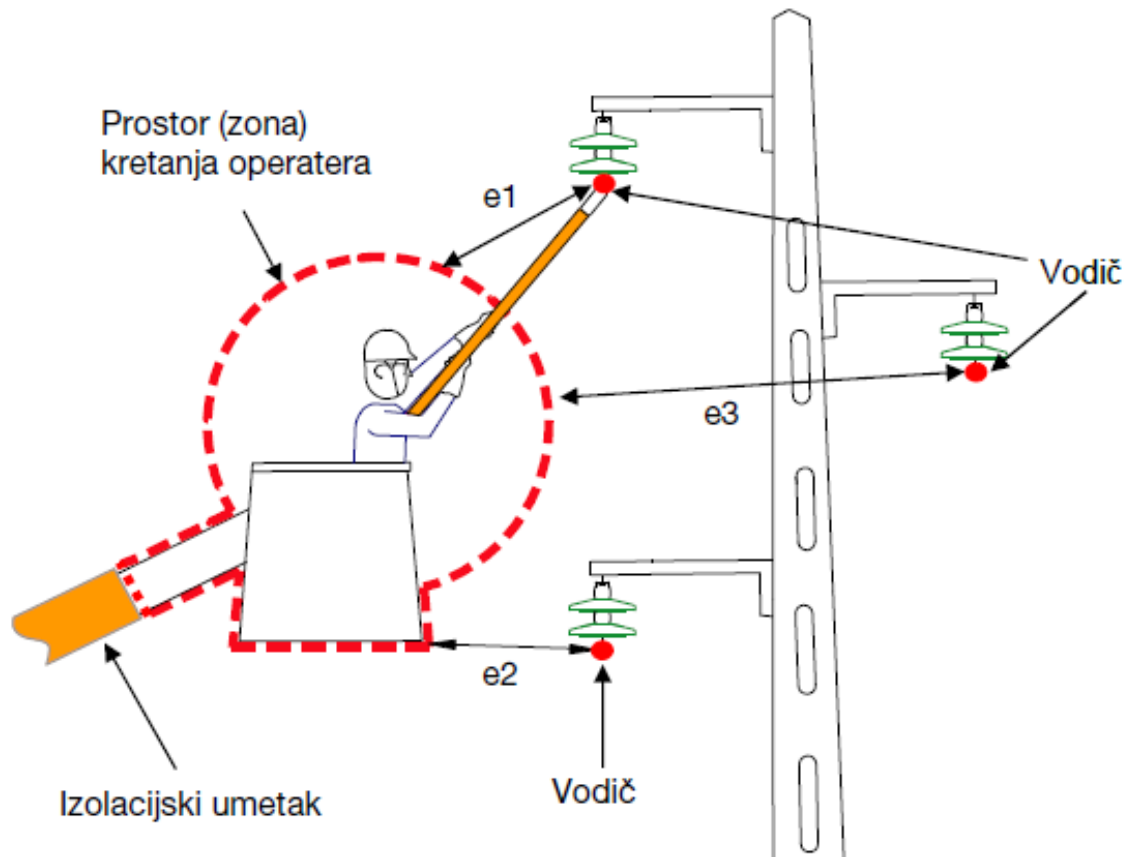 Prostor (zona)
kretanja operatera
e1
Vodič
e3
e2
Vodič
Izolacijski umetak